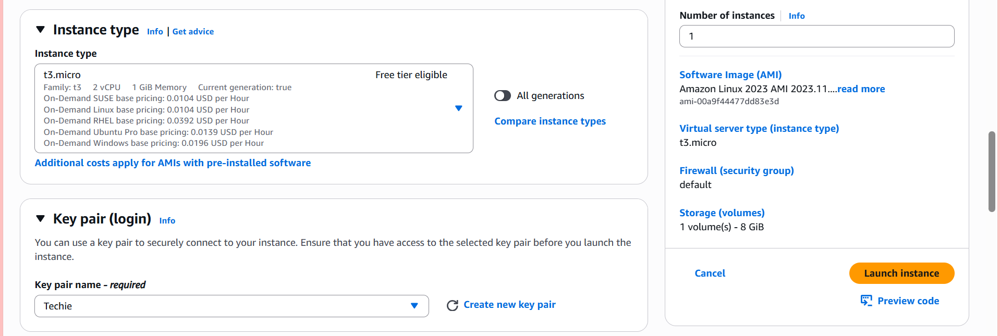 Instance type Info | Get advice
Instance type
t3.micro Free tier eligible
Family: t3 2 vCPU 1 GiB Memory Current generation: true
On-Demand SUSE base pricing: 0.0104 USD per Hour
On-Demand Linux base pricing: 0.0104 USD per Hour
On-Demand RHEL base pricing: 0.0392 USD per Hour
On-Demand Ubuntu Pro base pricing: 0.0139 USD per Hour
On-Demand Windows base pricing: 0.0196 USD per Hour
All generations
Compare instance types
Additional costs apply for AMIs with pre-installed software
Key pair (login) Info
You can use a key pair to securely connect to your instance. Ensure that you have access to the selected key pair before you launch the
instance.
Key pair name - required
Techie
Create new key pair
Number of instances Info
1
Software Image (AMI)
Amazon Linux 2023 AMI 2023.11....read more
ami-00a9f44477dd83e3d
Virtual server type (instance type)
t3.micro
Firewall (security group)
default
Storage (volumes)
1 volume(s) - 8 GiB
Cancel
Launch instance
Preview code